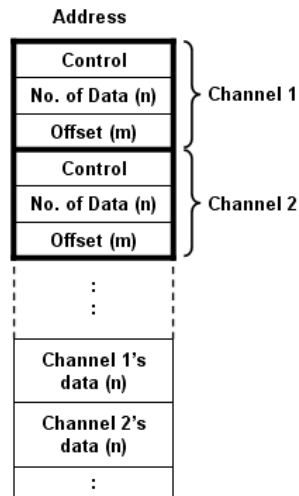 Address
Control
No. of Data (n)
Offset (m)
Channel 1
Control
No. of Data (n)
Offset (m)
Channel 2
:
:
Channel 1's
data (n)
Channel 2's
data (n)
: